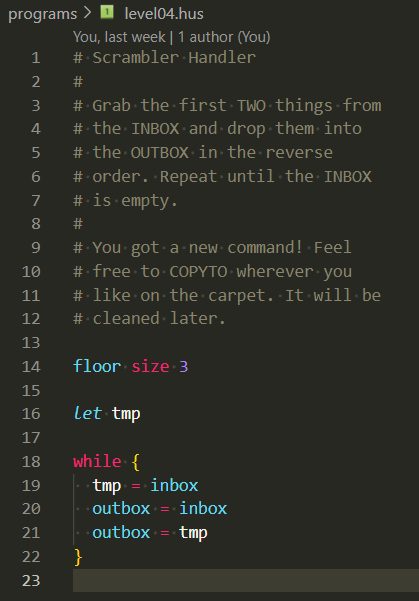 programs > level04.hus
You, last week | 1 author (You)
1 # Scrambler Handler
2 #
3 # Grab the first TWO things from
4 # the INBOX and drop them into
5 # the OUTBOX in the reverse
6 # order. Repeat until the INBOX
7 # is empty.
8 #
9 # You got a new command! Feel
10 # free to COPYTO wherever you
11 # like on the carpet. It will be
12 # cleaned later.
13
14 floor size 3
15
16 let tmp
17
18 while {
19   tmp = inbox
20   outbox = inbox
21   outbox = tmp
22 }
23